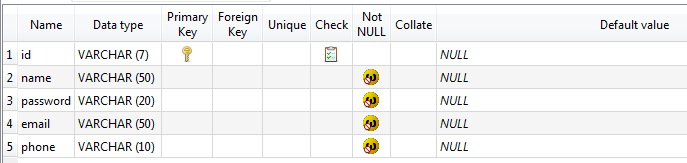 Name Data type Primary Key Foreign Key Unique Check Not NULL Collate Default value
1 id VARCHAR (7) NULL
2 name VARCHAR (50) NULL
3 password VARCHAR (20) NULL
4 email VARCHAR (50) NULL
5 phone VARCHAR (10) NULL